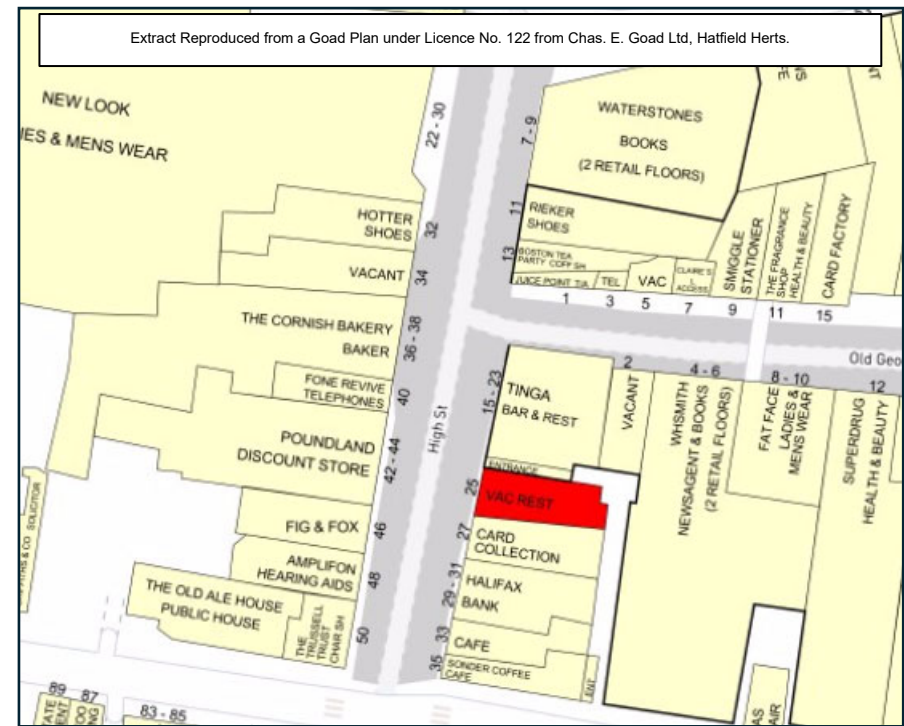 Extract Reproduced from a Goad Plan under Licence No. 122 from Chas. E. Goad Ltd, Hatfield Herts.
NEW LOOK
IES & MENS WEAR
22 - 30
7 - 9
WATERSTONES
BOOKS
(2 RETAIL FLOORS)
HOTTER
SHOES
32
11
RIEKER
SHOES
13
BOSTON TEA
PARTY COFF SH
VACANT
34
JUICE POINT T/A
TEL
VAC
CLAIRE'S
ACCESS
SMIGGLE
STATIONER
THE FRAGRANCE
SHOP
HEALTH & BEAUTY
CARD FACTORY
1
3
5
7
9
11
15
THE CORNISH BAKERY
BAKER
36 - 38
Old Geo
FONE REVIVE
TELEPHONES
40
High St
15 - 23
TINGA
BAR & REST
2
VACANT
4 - 6
WHSMITH
NEWSAGENT & BOOKS
(2 RETAIL FLOORS)
8 - 10
FAT FACE
LADIES &
MENS WEAR
12
SUPERDRUG
HEALTH & BEAUTY
POUNDLAND
DISCOUNT STORE
42 - 44
ENTRANCE
25
VAC REST
FIG & FOX
46
27
CARD
COLLECTION
AMPLIFON
HEARING AIDS
48
29 - 31
HALIFAX
BANK
THE OLD ALE HOUSE
PUBLIC HOUSE
THE
TRUSSELL
TRUST
CHAR SH
50
33
CAFE
35
SONDER COFFEE
CAFE
ENT
& CO SOLICITOR
89
87
83 - 85
AS
AIR